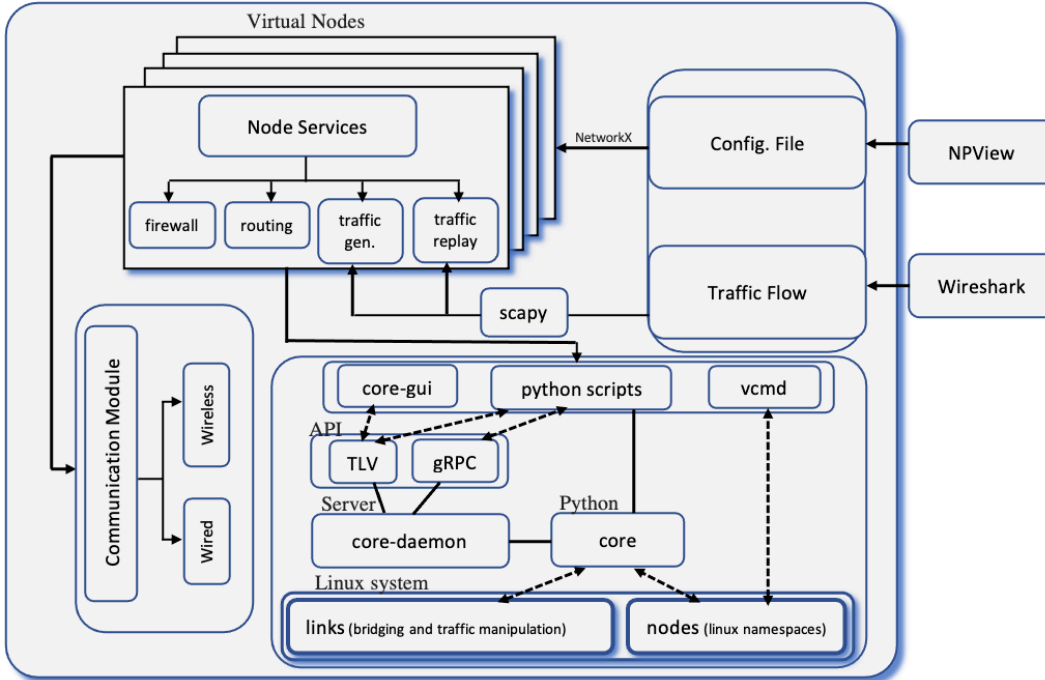 Virtual Nodes
Node Services
firewall
routing
traffic
gen.
traffic
replay
NetworkX
Config. File
NPView
Traffic Flow
Wireshark
scapy
Communication Module
Wireless
Wired
core-gui
python scripts
vcmd
API
TLV
gRPC
Server
Python
core-daemon
core
Linux system
links (bridging and traffic manipulation)
nodes (linux namespaces)